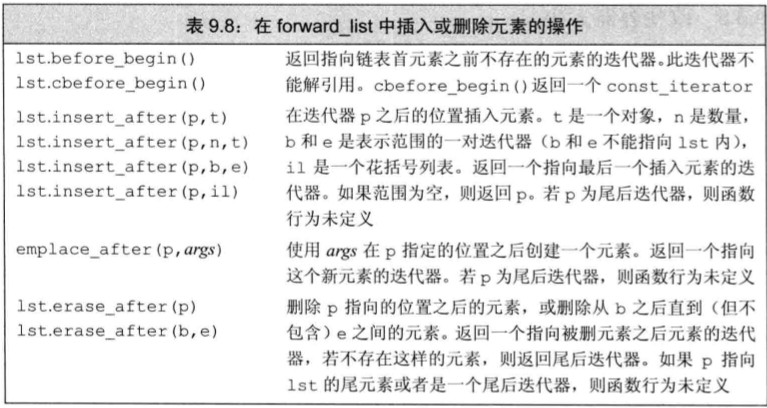 表 9.8：在 forward_list 中插入或删除元素的操作
lst.before_begin() 返回指向链表首元素之前不存在的元素的迭代器。此迭代器不
lst.cbefore_begin() 能解引用。cbefore_begin()返回一个 const_iterator
lst.insert_after(p,t) 在迭代器 p 之后的位置插入元素。t 是一个对象，n 是数量，
lst.insert_after(p,n,t) b 和 e 是表示范围的一对迭代器（b 和 e 不能指向 lst 内），
lst.insert_after(p,b,e) il 是一个花括号列表。返回一个指向最后一个插入元素的迭
lst.insert_after(p,il) 代器。如果范围为空，则返回 p。若 p 为尾后迭代器，则函数
行为未定义
emplace_after(p,args) 使用 args 在 p 指定的位置之后创建一个元素。返回一个指向
这个新元素的迭代器。若 p 为尾后迭代器，则函数行为未定义
lst.erase_after(p) 删除 p 指向的位置之后的元素，或删除从 b 之后直到（但不
lst.erase_after(b,e) 包含）e 之间的元素。返回一个指向被删元素之后元素的迭代
器，若不存在这样的元素，则返回尾后迭代器。如果 p 指向
lst 的尾元素或者是一个尾后迭代器，则函数行为未定义